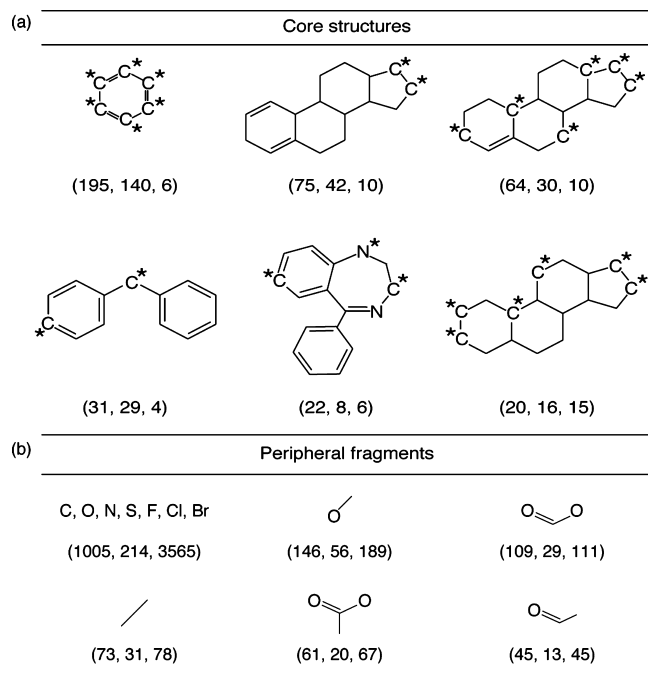 (a)
Core structures
C* C* C* C* C* C*
C* C*
C* C* C* C* C* C*
(195, 140, 6) (75, 42, 10) (64, 30, 10)
C* C*
N* C* N C*
C* C* C* C* C* C*
(31, 29, 4) (22, 8, 6) (20, 16, 15)
(b)
Peripheral fragments
C, O, N, S, F, Cl, Br O O O
(1005, 214, 3565) (146, 56, 189) (109, 29, 111)
O O O
(73, 31, 78) (61, 20, 67) (45, 13, 45)